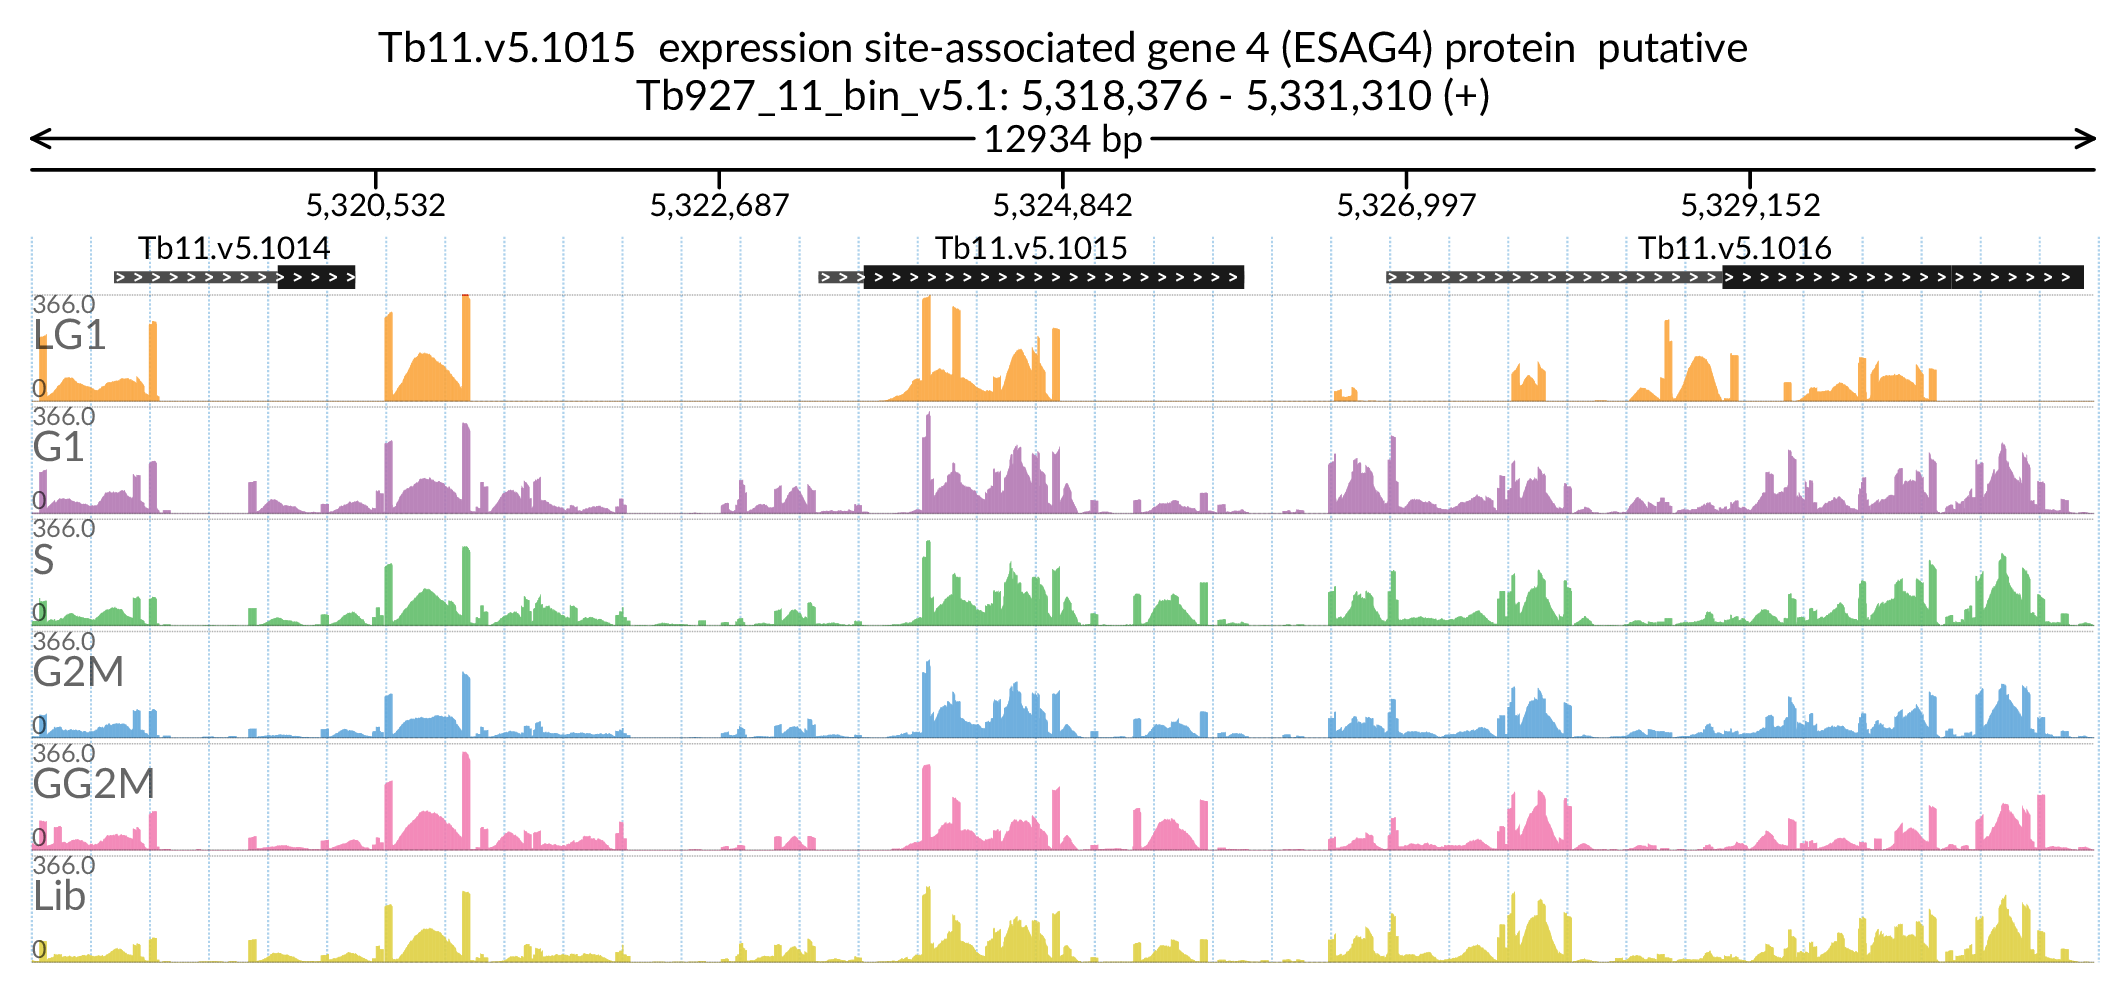 Tb11.v5.1015  expression site-associated gene 4 (ESAG4) protein  putative
Tb927_11_bin_v5.1: 5,318,376 - 5,331,310 (+)
12934 bp
5,320,532 5,322,687 5,324,842 5,326,997 5,329,152
Tb11.v5.1014 Tb11.v5.1015 Tb11.v5.1016
366.0
LG1
0
366.0
G1
0
366.0
S
0
366.0
G2M
0
366.0
GG2M
0
366.0
Lib
0